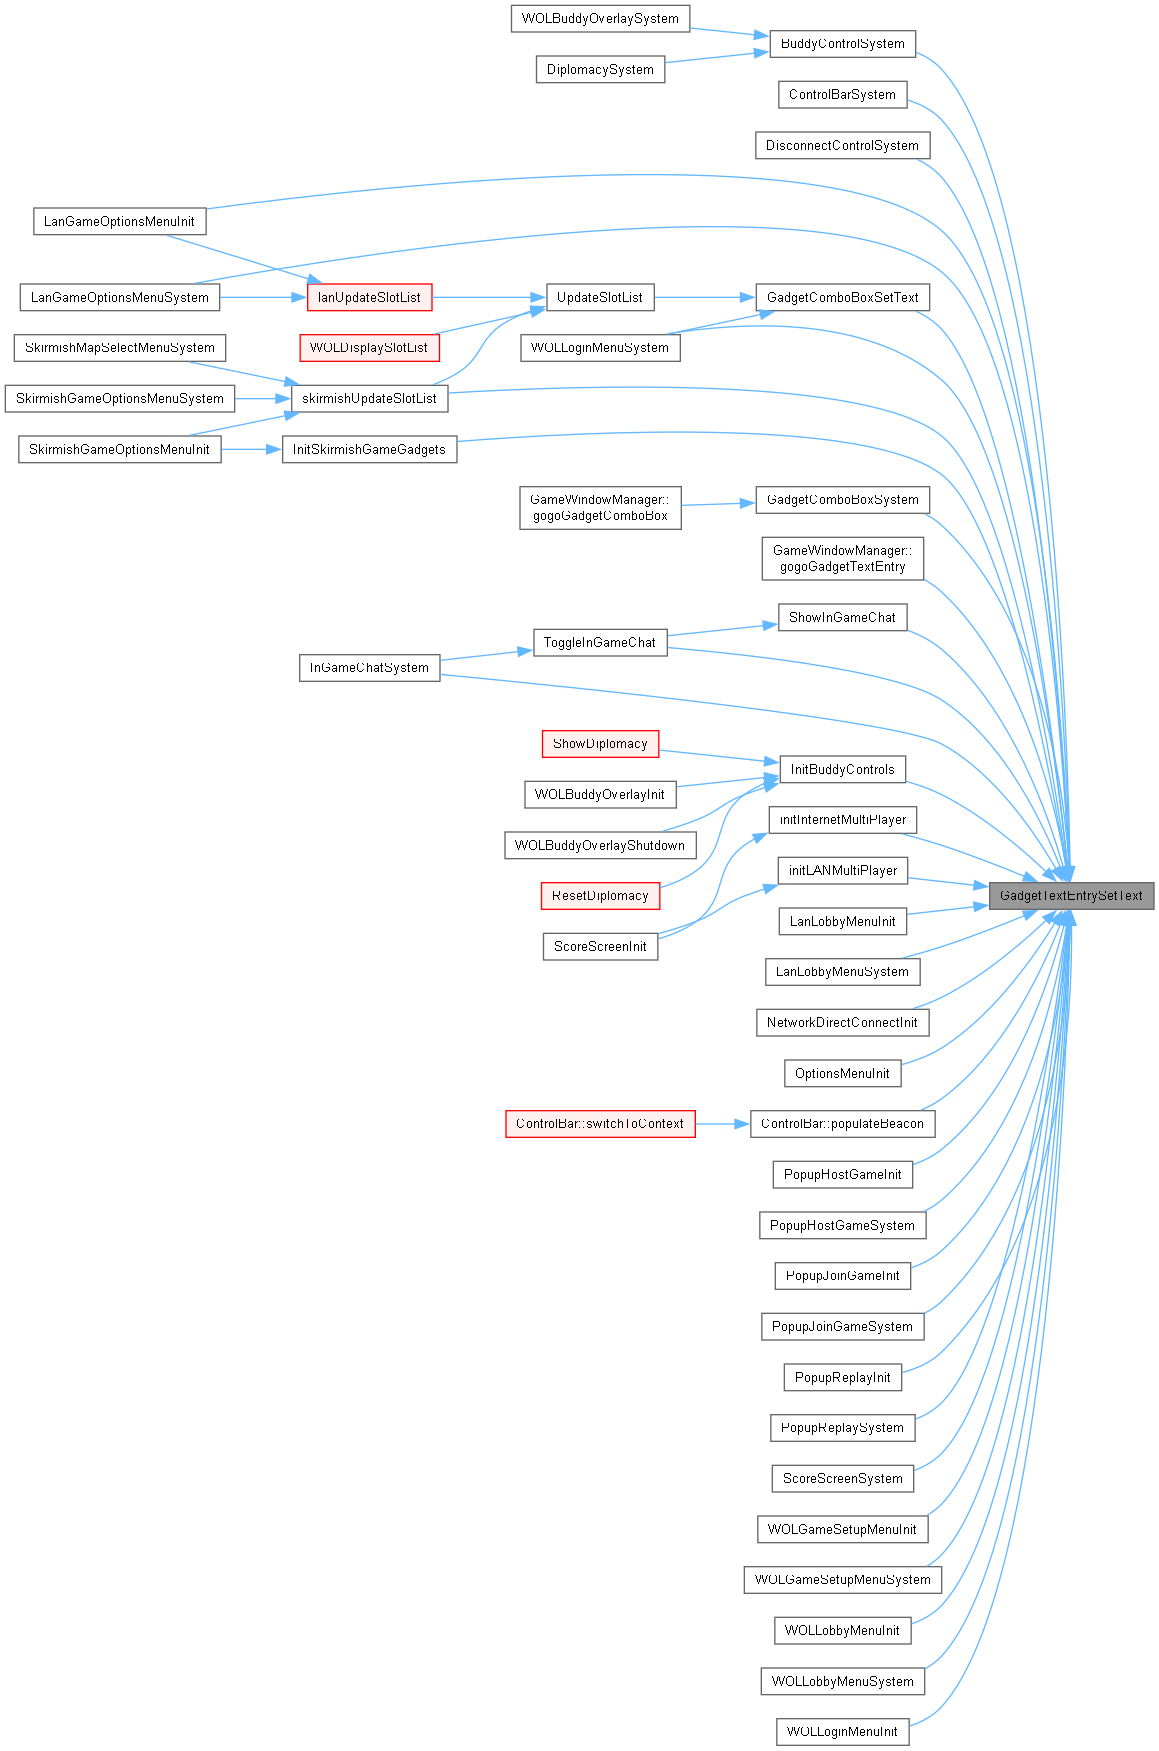 WOLBuddyOverlaySystem
BuddyControlSystem
DiplomacySystem
ControlBarSystem
DisconnectControlSystem
LanGameOptionsMenuInit
LanGameOptionsMenuSystem
lanUpdateSlotList
UpdateSlotList
GadgetComboBoxSetText
SkirmishMapSelectMenuSystem
WOLDisplaySlotList
WOLLoginMenuSystem
SkirmishGameOptionsMenuSystem
skirmishUpdateSlotList
SkirmishGameOptionsMenuInit
InitSkirmishGameGadgets
GameWindowManager::
gogoGadgetComboBox
GadgetComboBoxSystem
GameWindowManager::
gogoGadgetTextEntry
ShowInGameChat
ToggleInGameChat
InGameChatSystem
ShowDiplomacy
InitBuddyControls
WOLBuddyOverlayInit
initInternetMultiPlayer
WOLBuddyOverlayShutdown
initLANMultiPlayer
ResetDiplomacy
GadgetTextEntrySetText
LanLobbyMenuInit
ScoreScreenInit
LanLobbyMenuSystem
NetworkDirectConnectInit
OptionsMenuInit
ControlBar::switchToContext
ControlBar::populateBeacon
PopupHostGameInit
PopupHostGameSystem
PopupJoinGameInit
PopupJoinGameSystem
PopupReplayInit
PopupReplaySystem
ScoreScreenSystem
WOLGameSetupMenuInit
WOLGameSetupMenuSystem
WOLLobbyMenuInit
WOLLobbyMenuSystem
WOLLoginMenuInit